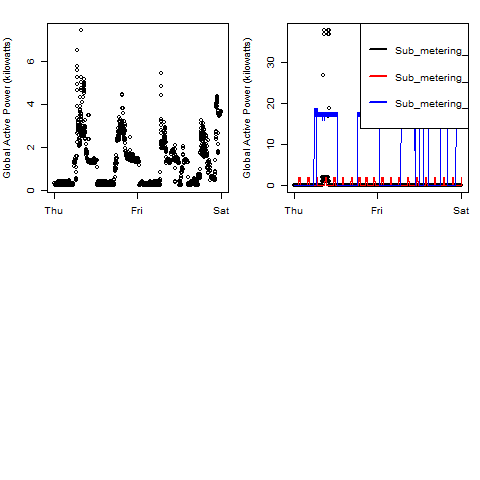 Global Active Power (kilowatts)
0
2
4
6
Thu
Fri
Sat
Global Active Power (kilowatts)
0
10
20
30
Thu
Fri
Sat
Sub_metering_
Sub_metering_
Sub_metering_